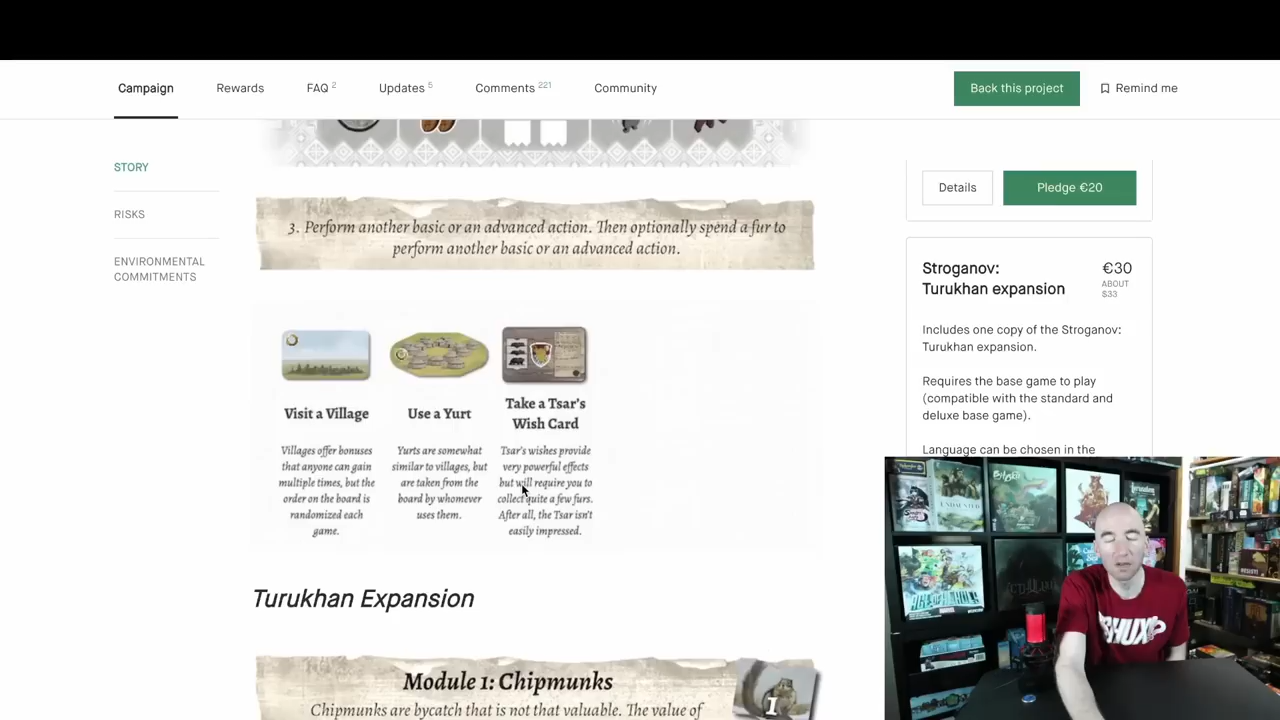 Campaign
Rewards
FAQ 2
Updates 5
Comments 221
Community
Back this project
Remind me
STORY
RISKS
ENVIRONMENTAL
COMMITMENTS
3. Perform another basic or an advanced action. Then optionally spend a fur to
perform another basic or an advanced action.
Visit a Village
Villages offer bonuses
that anyone can gain
multiple times, but the
order on the board is
randomized each
game.
Use a Yurt
Yurts are somewhat
similar to villages, but
are taken from the
board by whomever
uses them.
Take a Tsar's
Wish Card
Tsar's wishes provide
very powerful effects
but will require you to
collect quite a few furs.
After all, the Tsar isn't
easily impressed.
Turukhan Expansion
Module 1: Chipmunks
Chipmunks are bycatch that is not that valuable. The value of
1
Details
Pledge €20
Stroganov:
Turukhan expansion
€30
ABOUT
$33
Includes one copy of the Stroganov:
Turukhan expansion.
Requires the base game to play
(compatible with the standard and
deluxe base game).
Language can be chosen in the
UNDAUNTED
CTHULHU